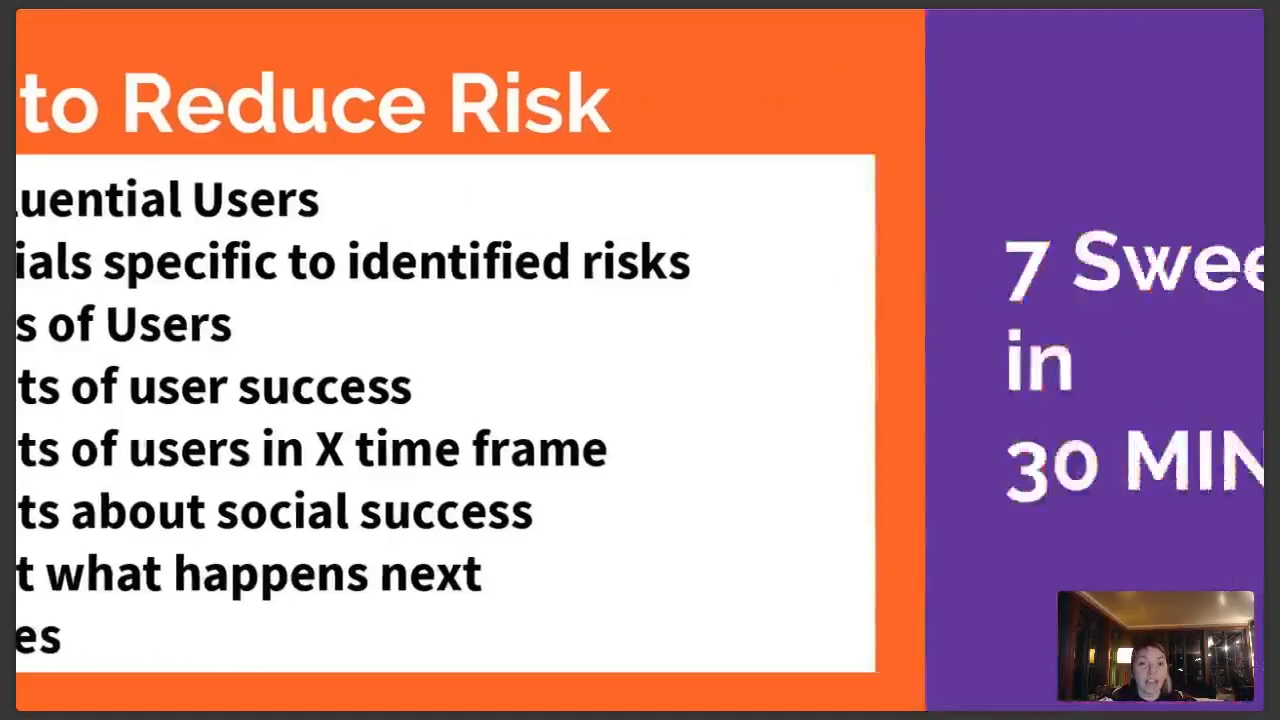 to Reduce Risk
luential Users
ials specific to identified risks
s of Users
ts of user success
ts of users in X time frame
ts about social success
t what happens next
es
7 Swee
in
30 MIN